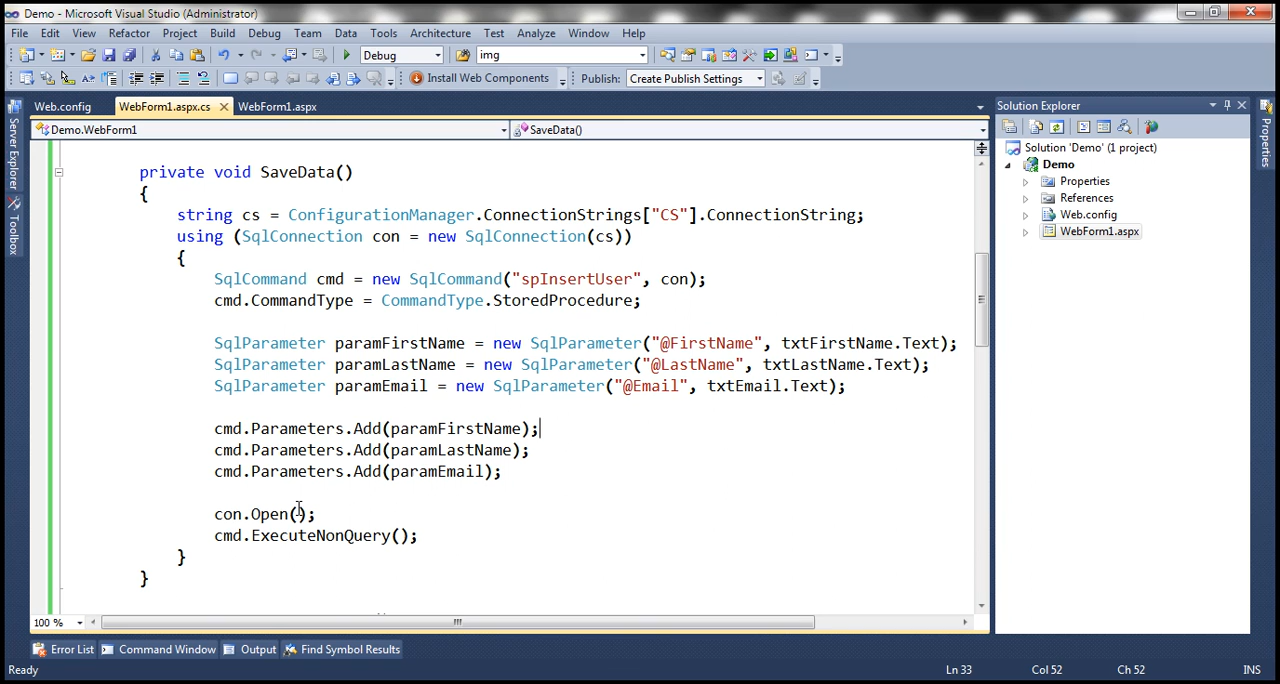 Demo - Microsoft Visual Studio (Administrator)
File Edit View Refactor Project Build Debug Team Data Tools Architecture Test Analyze Window Help
Debug img
Install Web Components Publish: Create Publish Settings
Web.config WebForm1.aspx.cs WebForm1.aspx
Demo.WebForm1 SaveData()
private void SaveData()
{
string cs = ConfigurationManager.ConnectionStrings["CS"].ConnectionString;
using (SqlConnection con = new SqlConnection(cs))
{
SqlCommand cmd = new SqlCommand("spInsertUser", con);
cmd.CommandType = CommandType.StoredProcedure;
SqlParameter paramFirstName = new SqlParameter("@FirstName", txtFirstName.Text);
SqlParameter paramLastName = new SqlParameter("@LastName", txtLastName.Text);
SqlParameter paramEmail = new SqlParameter("@Email", txtEmail.Text);
cmd.Parameters.Add(paramFirstName);
cmd.Parameters.Add(paramLastName);
cmd.Parameters.Add(paramEmail);
con.Open();
cmd.ExecuteNonQuery();
}
}
100 %
Server Explorer
Toolbox
Solution Explorer
Solution 'Demo' (1 project)
Demo
Properties
References
Web.config
WebForm1.aspx
Properties
Error List Command Window Output Find Symbol Results
Ready Ln 33 Col 52 Ch 52 INS